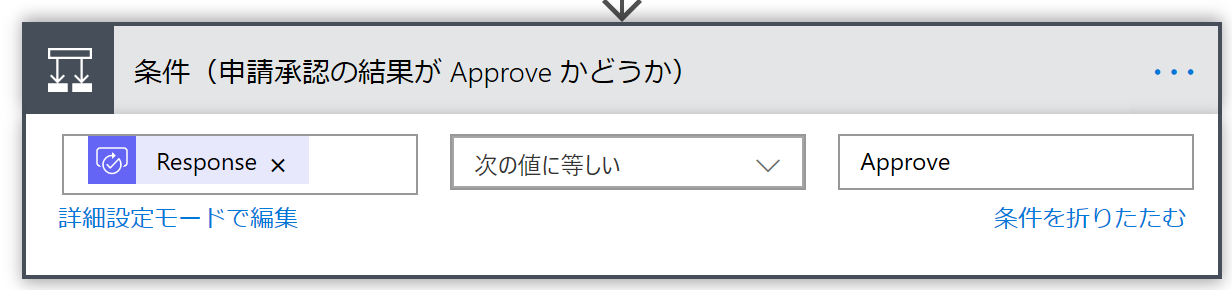 条件（申請承認の結果が Approve かどうか）
Response × 次の値に等しい Approve
詳細設定モードで編集 条件を折りたたむ